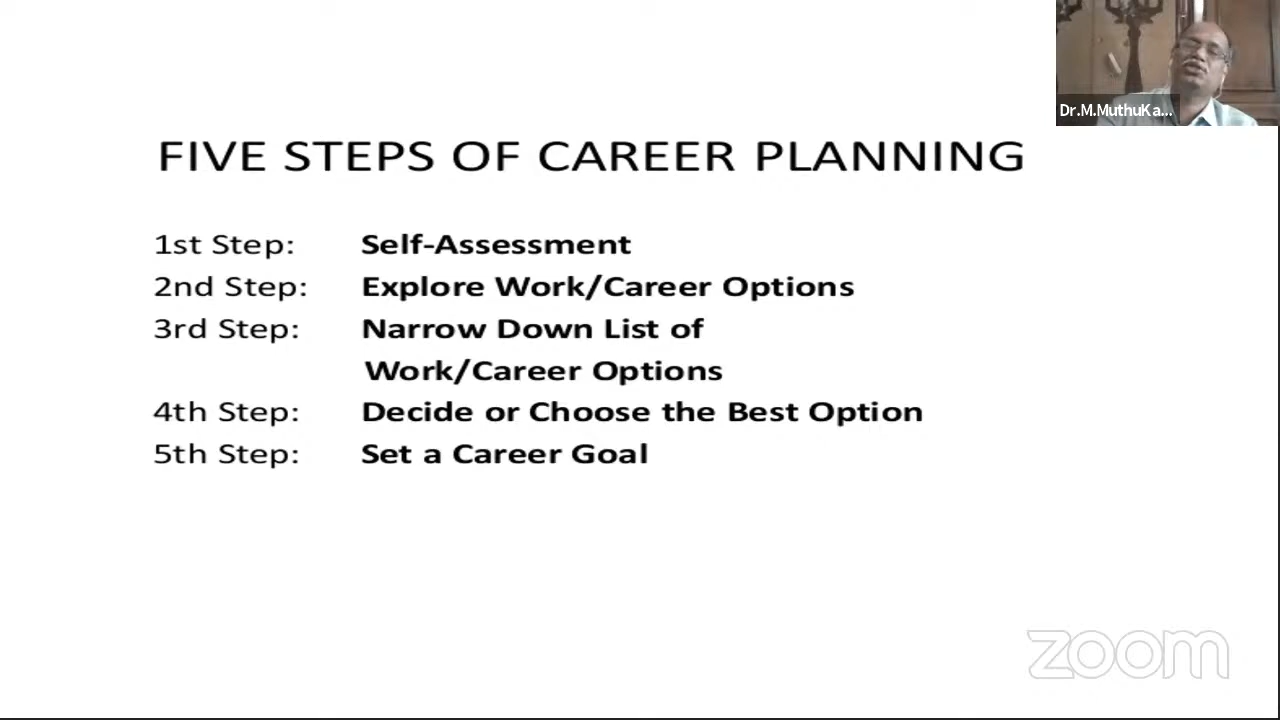 Dr.M.MuthuKa...
FIVE STEPS OF CAREER PLANNING
1st Step: Self-Assessment
2nd Step: Explore Work/Career Options
3rd Step: Narrow Down List of
Work/Career Options
4th Step: Decide or Choose the Best Option
5th Step: Set a Career Goal
zoom